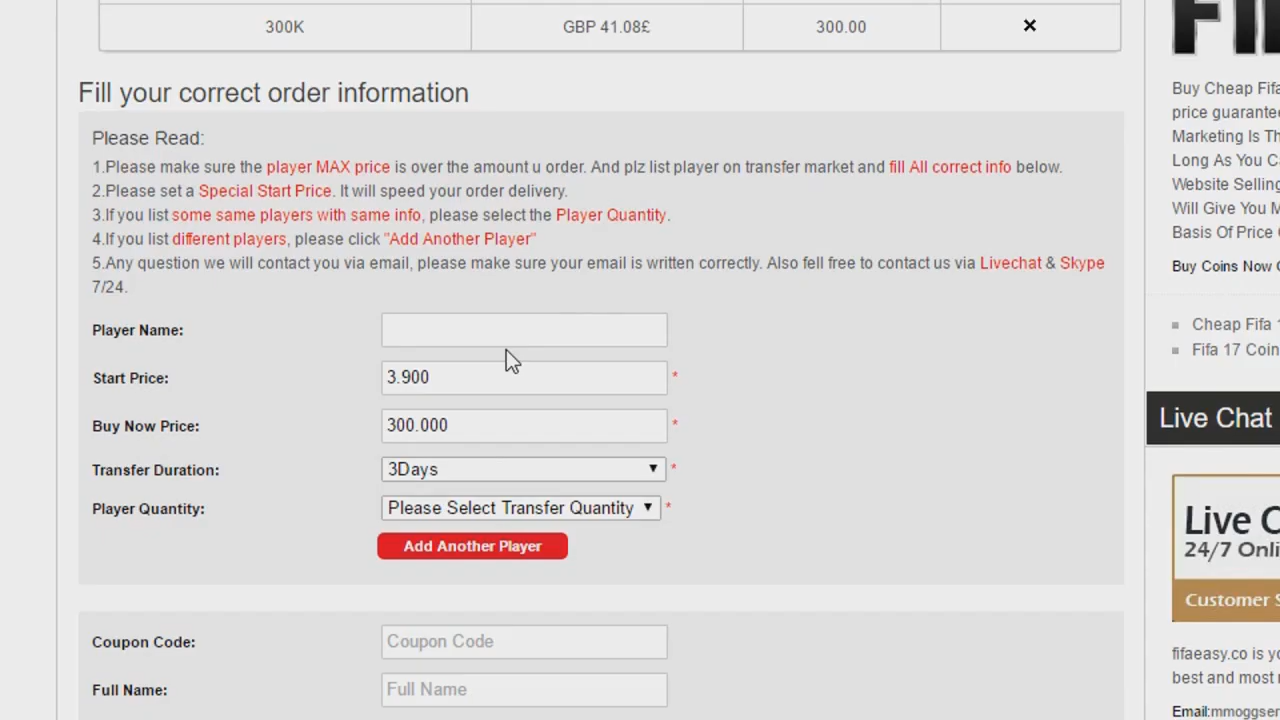 300K GBP 41.08£ 300.00 ×
Fill your correct order information
Please Read:
1.Please make sure the player MAX price is over the amount u order. And plz list player on transfer market and fill All correct info below.
2.Please set a Special Start Price. It will speed your order delivery.
3.If you list some same players with same info, please select the Player Quantity.
4.If you list different players, please click "Add Another Player"
5.Any question we will contact you via email, please make sure your email is written correctly. Also fell free to contact us via Livechat & Skype
7/24.
Player Name:
Start Price: 3.900 *
Buy Now Price: 300.000 *
Transfer Duration: 3Days *
Player Quantity: Please Select Transfer Quantity *
Add Another Player
Coupon Code: Coupon Code
Full Name: Full Name
Buy Cheap Fifa
price guarantee
Marketing Is Th
Long As You Ca
Website Selling
Will Give You M
Basis Of Price
Buy Coins Now
Cheap Fifa 1
Fifa 17 Coin
Live Chat
Live C
24/7 Onli
Customer S
fifaeasy.co is yo
best and most
Email:mmoggser